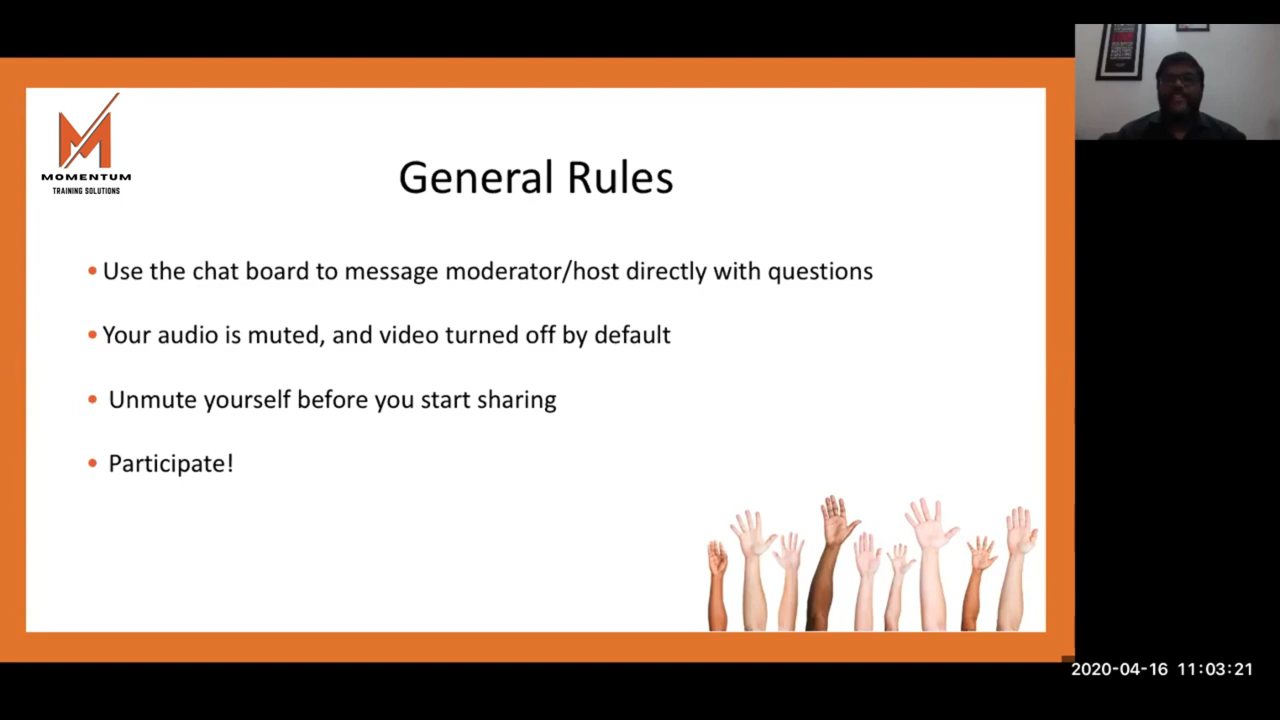 MOMENTUM
TRAINING SOLUTIONS
General Rules
•Use the chat board to message moderator/host directly with questions
•Your audio is muted, and video turned off by default
• Unmute yourself before you start sharing
• Participate!
2020-04-16 11:03:21